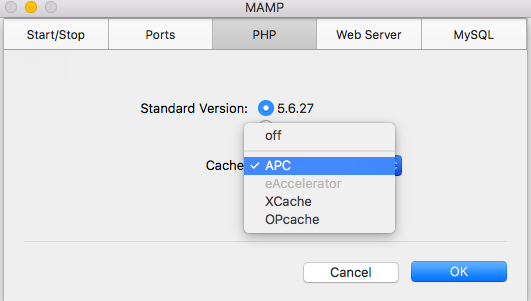 MAMP
Start/Stop Ports PHP Web Server MySQL
Standard Version: 5.6.27
off
Cache APC
eAccelerator
XCache
OPcache
Cancel OK